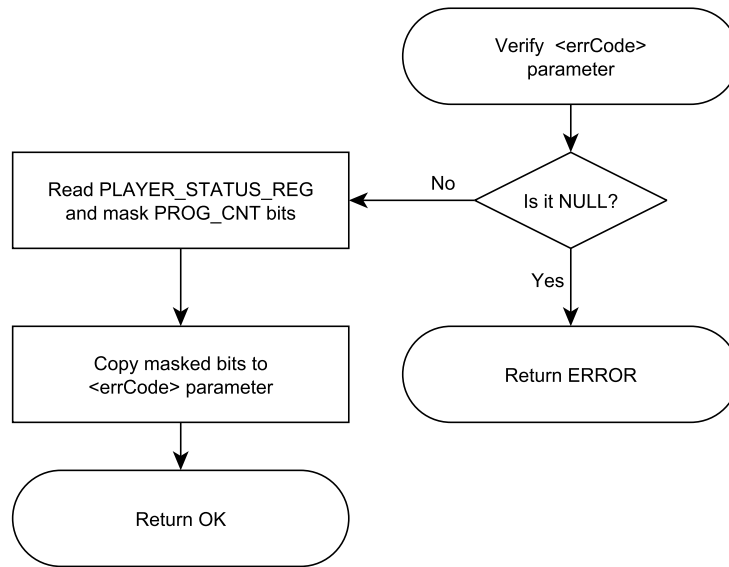 Verify <errCode>
parameter
Is it NULL?
No
Yes
Read PLAYER_STATUS_REG
and mask PROG_CNT bits
Copy masked bits to
<errCode> parameter
Return OK
Return ERROR